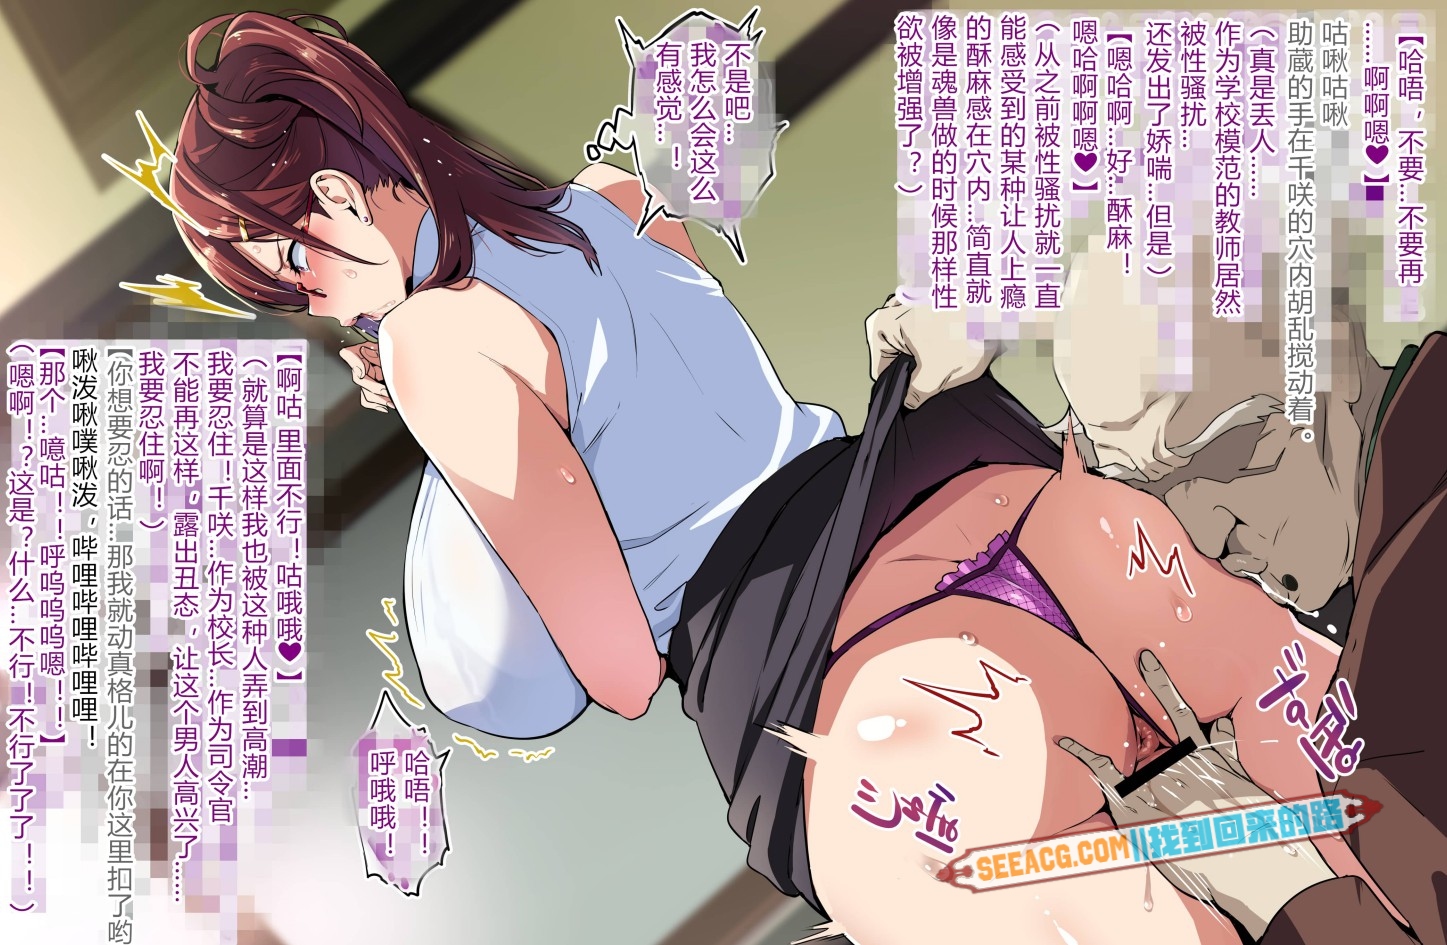 【哈唔，不要…不要再
……啊啊嗯♥】
咕啾咕啾
助蔵的手在千咲的穴内胡乱搅动着。
（真是丢人……
作为学校模范的教师居然
被性骚扰…
还发出了娇喘…但是）
【嗯哈啊…好…酥麻！
嗯哈啊啊嗯♥】
（从之前被性骚扰就一直
能感受到的某种让人上瘾
的酥麻感在穴内…简直就
像是魂兽做的时候那样性
欲被增强了？）
不是吧…
我怎么会这么
有感觉…！
【啊咕 里面不行！咕哦哦♥】
（就算是这样我也被这种人弄到高潮…
我要忍住！千咲…作为校长…作为司令官
不能再这样，露出丑态，让这个男人高兴了……
我要忍住啊！）
【你想要忍的话…那我就动真格儿的在你这里扣了哟
啾泼啾噗啾泼，哔哩哔哩哔哩哩！
【那个…噫咕！！呼呜呜呜嗯！！】
（嗯啊！？这是？什么…不行！不行了了了！！）
哈唔！！
呼哦哦！
SEEACG.COM||找到回来的路